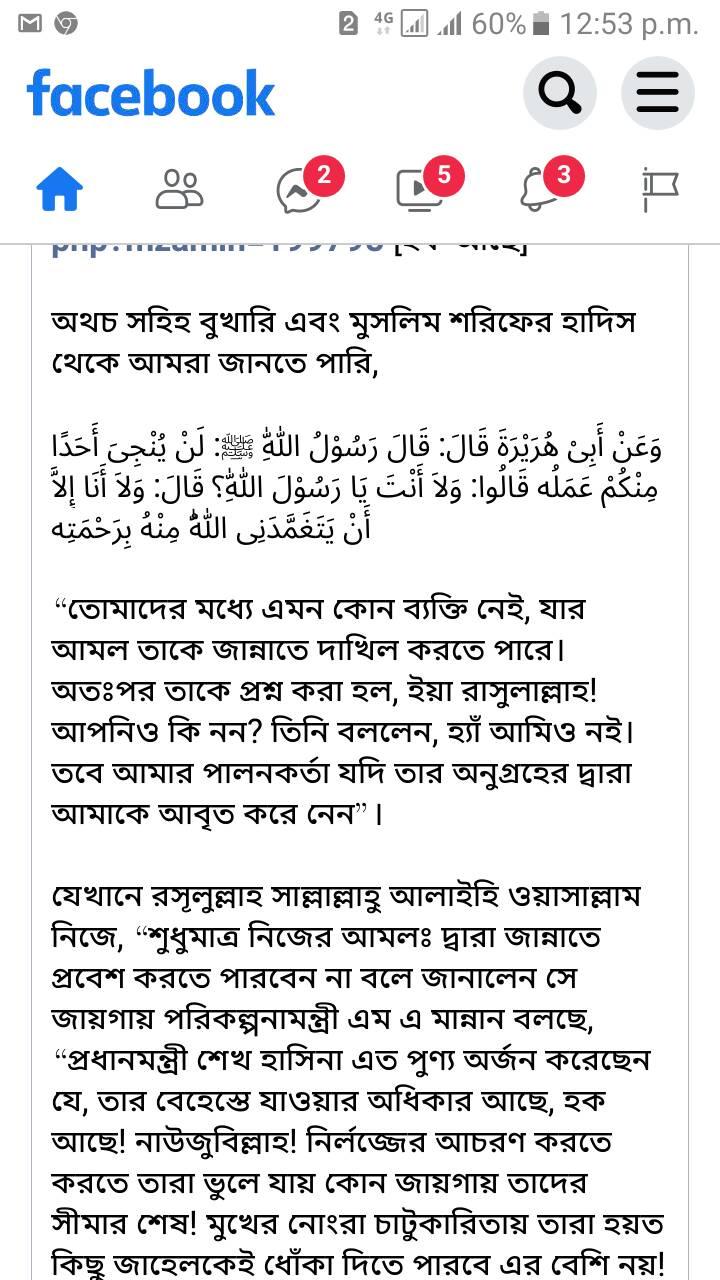 2 4G 60% 12:53 p.m.
facebook
2 5 3
অথচ সহিহ বুখারি এবং মুসলিম শরিফের হাদিস
থেকে আমরা জানতে পারি,
وَعَنْ أَبِىْ هُرَيْرَةَ قَالَ: قَالَ رَسُوْلُ اللّٰهِ ﷺ: لَنْ يُنْجِىَ أَحَدًا
مِنْكُمْ عَمَلُه قَالُوا: وَلَا أَنْتَ يَا رَسُوْلَ اللّٰهِ؟ قَالَ: وَلَا أَنَا إِلَّا
أَنْ يَتَغَمَّدَنِى اللّٰهُ مِنْهُ بِرَحْمَتِه
“তোমাদের মধ্যে এমন কোন ব্যক্তি নেই, যার
আমল তাকে জান্নাতে দাখিল করতে পারে।
অতঃপর তাকে প্রশ্ন করা হল, ইয়া রাসুলাল্লাহ!
আপনিও কি নন? তিনি বললেন, হ্যাঁ আমিও নই।
তবে আমার পালনকর্তা যদি তার অনুগ্রহের দ্বারা
আমাকে আবৃত করে নেন” ।
যেখানে রসূলুল্লাহ সাল্লাল্লাহু আলাইহি ওয়াসাল্লাম
নিজে, “শুধুমাত্র নিজের আমলঃ দ্বারা জান্নাতে
প্রবেশ করতে পারবেন না বলে জানালেন সে
জায়গায় পরিকল্পনামন্ত্রী এম এ মান্নান বলছে,
“প্রধানমন্ত্রী শেখ হাসিনা এত পুণ্য অর্জন করেছেন
যে, তার বেহেস্তে যাওয়ার অধিকার আছে, হক
আছে! নাউজুবিল্লাহ! নির্লজ্জের আচরণ করতে
করতে তারা ভুলে যায় কোন জায়গায় তাদের
সীমার শেষ! মুখের নোংরা চাটুকারিতায় তারা হয়ত
কিছু জাহেলকেই ধোঁকা দিতে পারবে এর বেশি নয়!